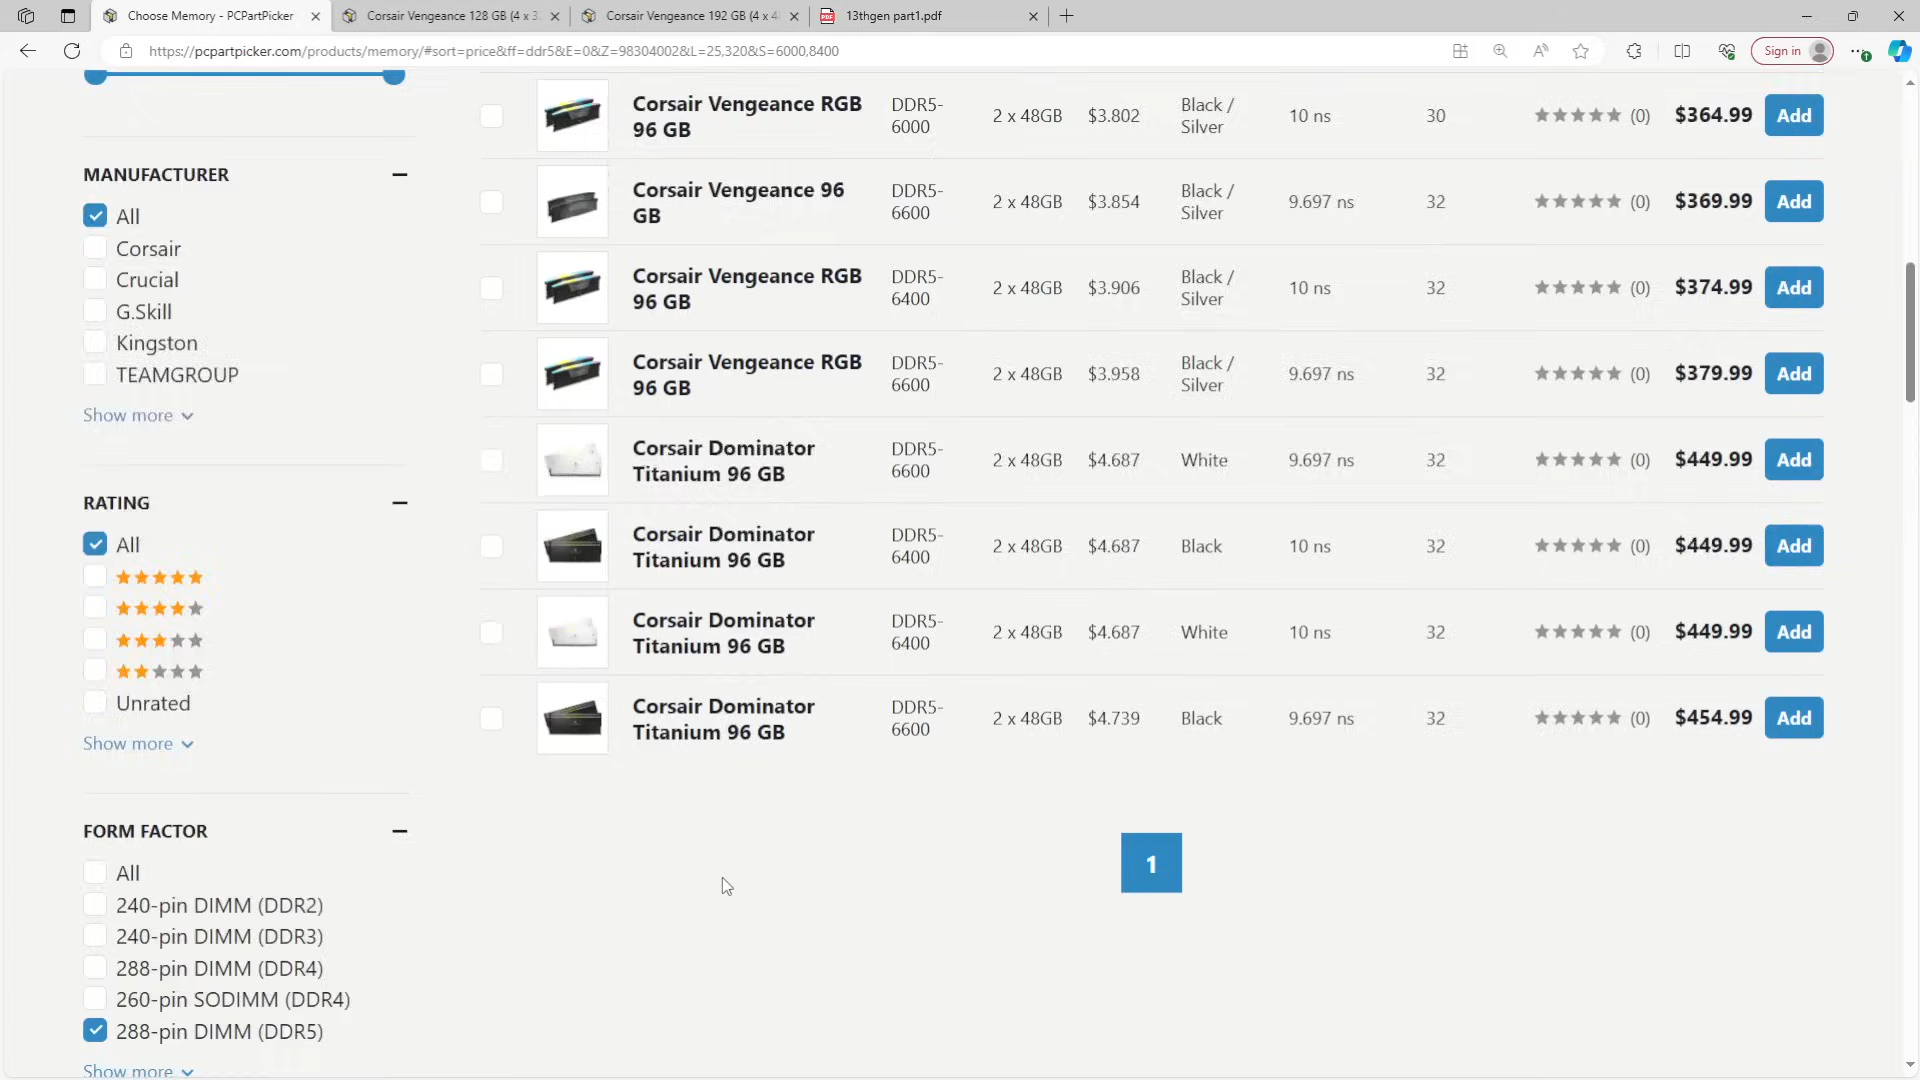 Choose Memory - PCPartPicker
Corsair Vengeance 128 GB (4 x 3
Corsair Vengeance 192 GB (4 x 4
13thgen part1.pdf
https://pcpartpicker.com/products/memory/#sort=price&ff=ddr5&E=0&Z=98304002&L=25,320&S=6000,8400
Sign in
MANUFACTURER
All
Corsair
Crucial
G.Skill
Kingston
TEAMGROUP
Show more
RATING
All
Unrated
Show more
FORM FACTOR
All
240-pin DIMM (DDR2)
240-pin DIMM (DDR3)
288-pin DIMM (DDR4)
260-pin SODIMM (DDR4)
288-pin DIMM (DDR5)
Show more
Corsair Vengeance RGB 96 GB DDR5-6000 2 x 48GB $3.802 Black / Silver 10 ns 30 (0) $364.99 Add
Corsair Vengeance 96 GB DDR5-6600 2 x 48GB $3.854 Black / Silver 9.697 ns 32 (0) $369.99 Add
Corsair Vengeance RGB 96 GB DDR5-6400 2 x 48GB $3.906 Black / Silver 10 ns 32 (0) $374.99 Add
Corsair Vengeance RGB 96 GB DDR5-6600 2 x 48GB $3.958 Black / Silver 9.697 ns 32 (0) $379.99 Add
Corsair Dominator Titanium 96 GB DDR5-6600 2 x 48GB $4.687 White 9.697 ns 32 (0) $449.99 Add
Corsair Dominator Titanium 96 GB DDR5-6400 2 x 48GB $4.687 Black 10 ns 32 (0) $449.99 Add
Corsair Dominator Titanium 96 GB DDR5-6400 2 x 48GB $4.687 White 10 ns 32 (0) $449.99 Add
Corsair Dominator Titanium 96 GB DDR5-6600 2 x 48GB $4.739 Black 9.697 ns 32 (0) $454.99 Add
1